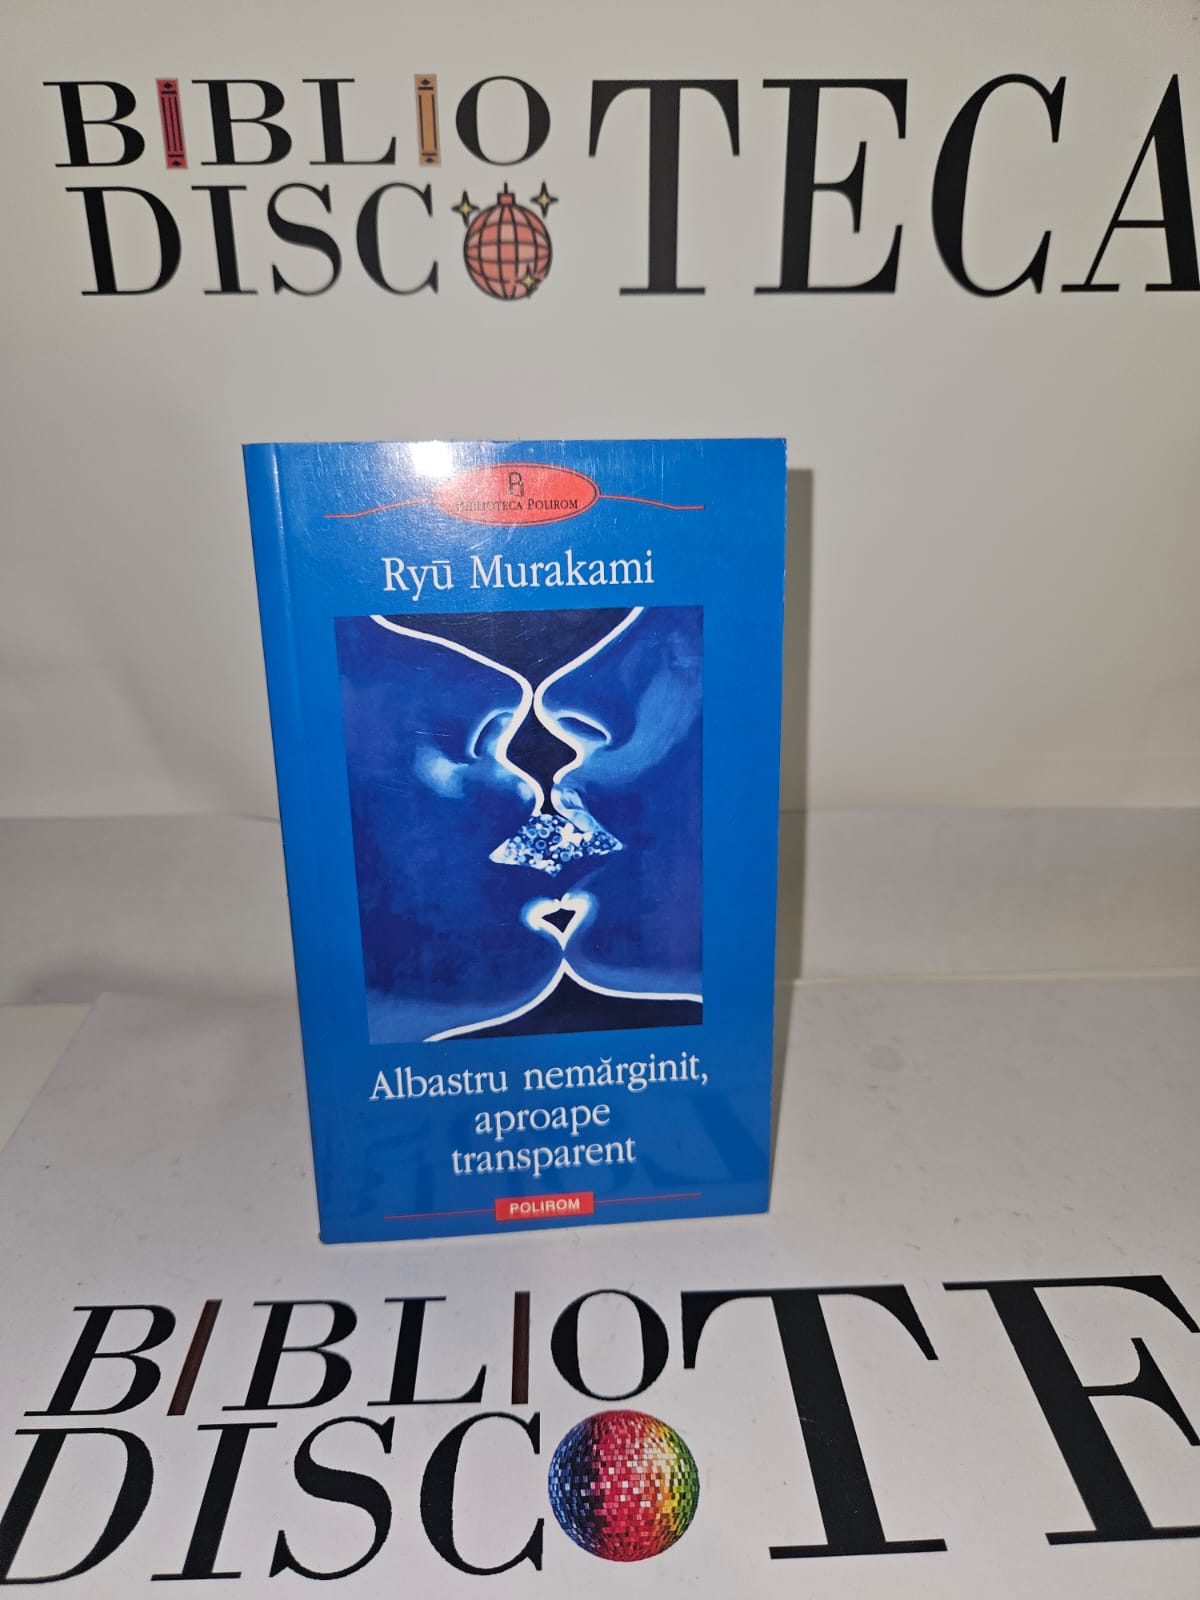 BIBLIO
DISCO TECA
B
BIBLIOTECA POLIROM
Ryū Murakami
Albastru nemărginit,
aproape
transparent
POLIROM
BIBLIO
DISCO TE